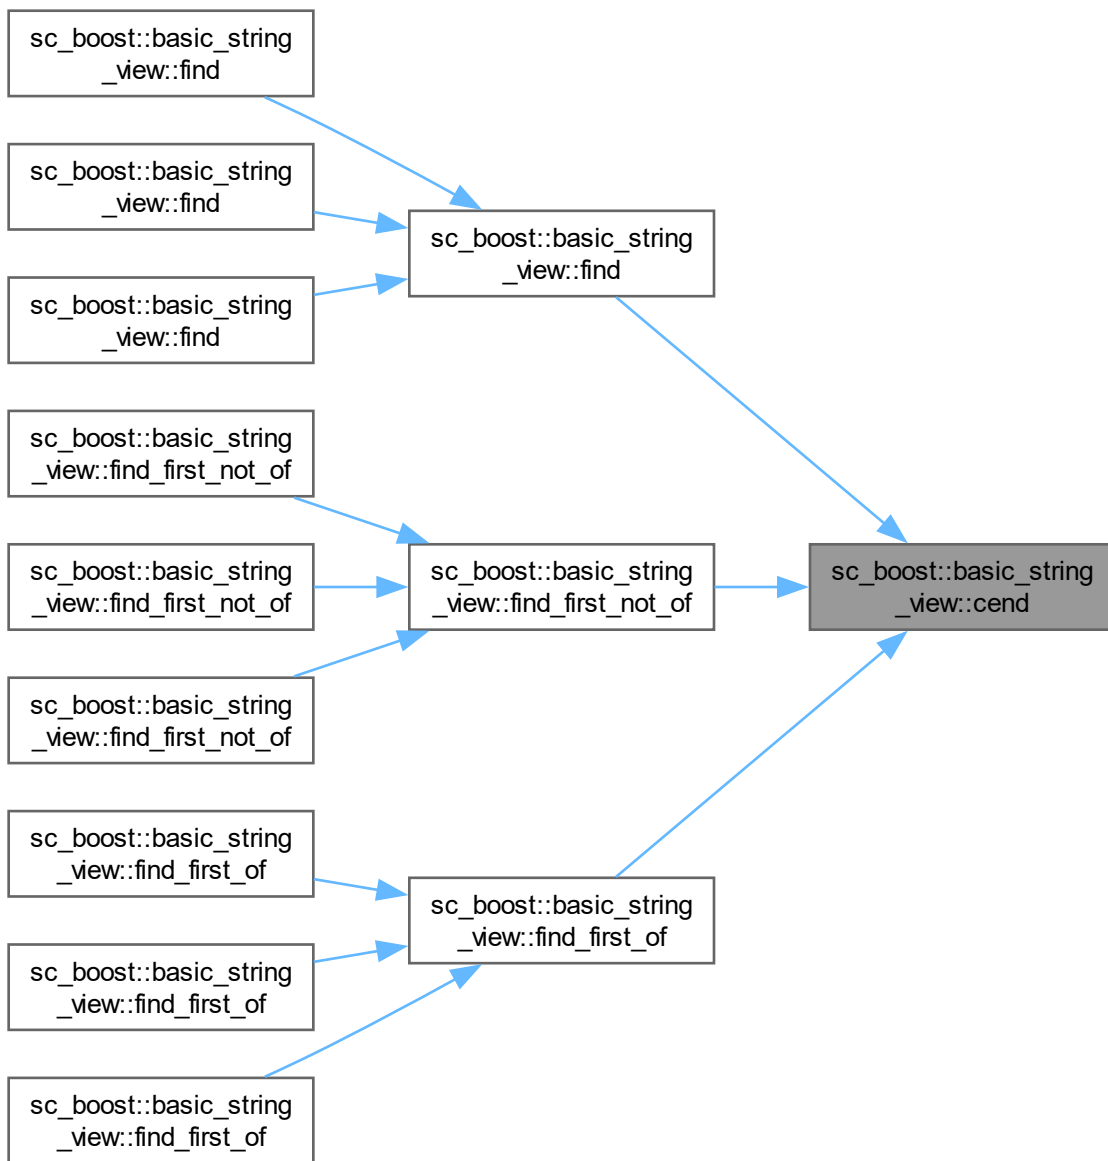 sc_boost::basic_string
_view::find
sc_boost::basic_string
_view::find
sc_boost::basic_string
_view::find
sc_boost::basic_string
_view::find_first_not_of
sc_boost::basic_string
_view::find_first_not_of
sc_boost::basic_string
_view::find_first_not_of
sc_boost::basic_string
_view::find_first_of
sc_boost::basic_string
_view::find_first_of
sc_boost::basic_string
_view::find_first_of
sc_boost::basic_string
_view::find
sc_boost::basic_string
_view::find_first_not_of
sc_boost::basic_string
_view::find_first_of
sc_boost::basic_string
_view::cend